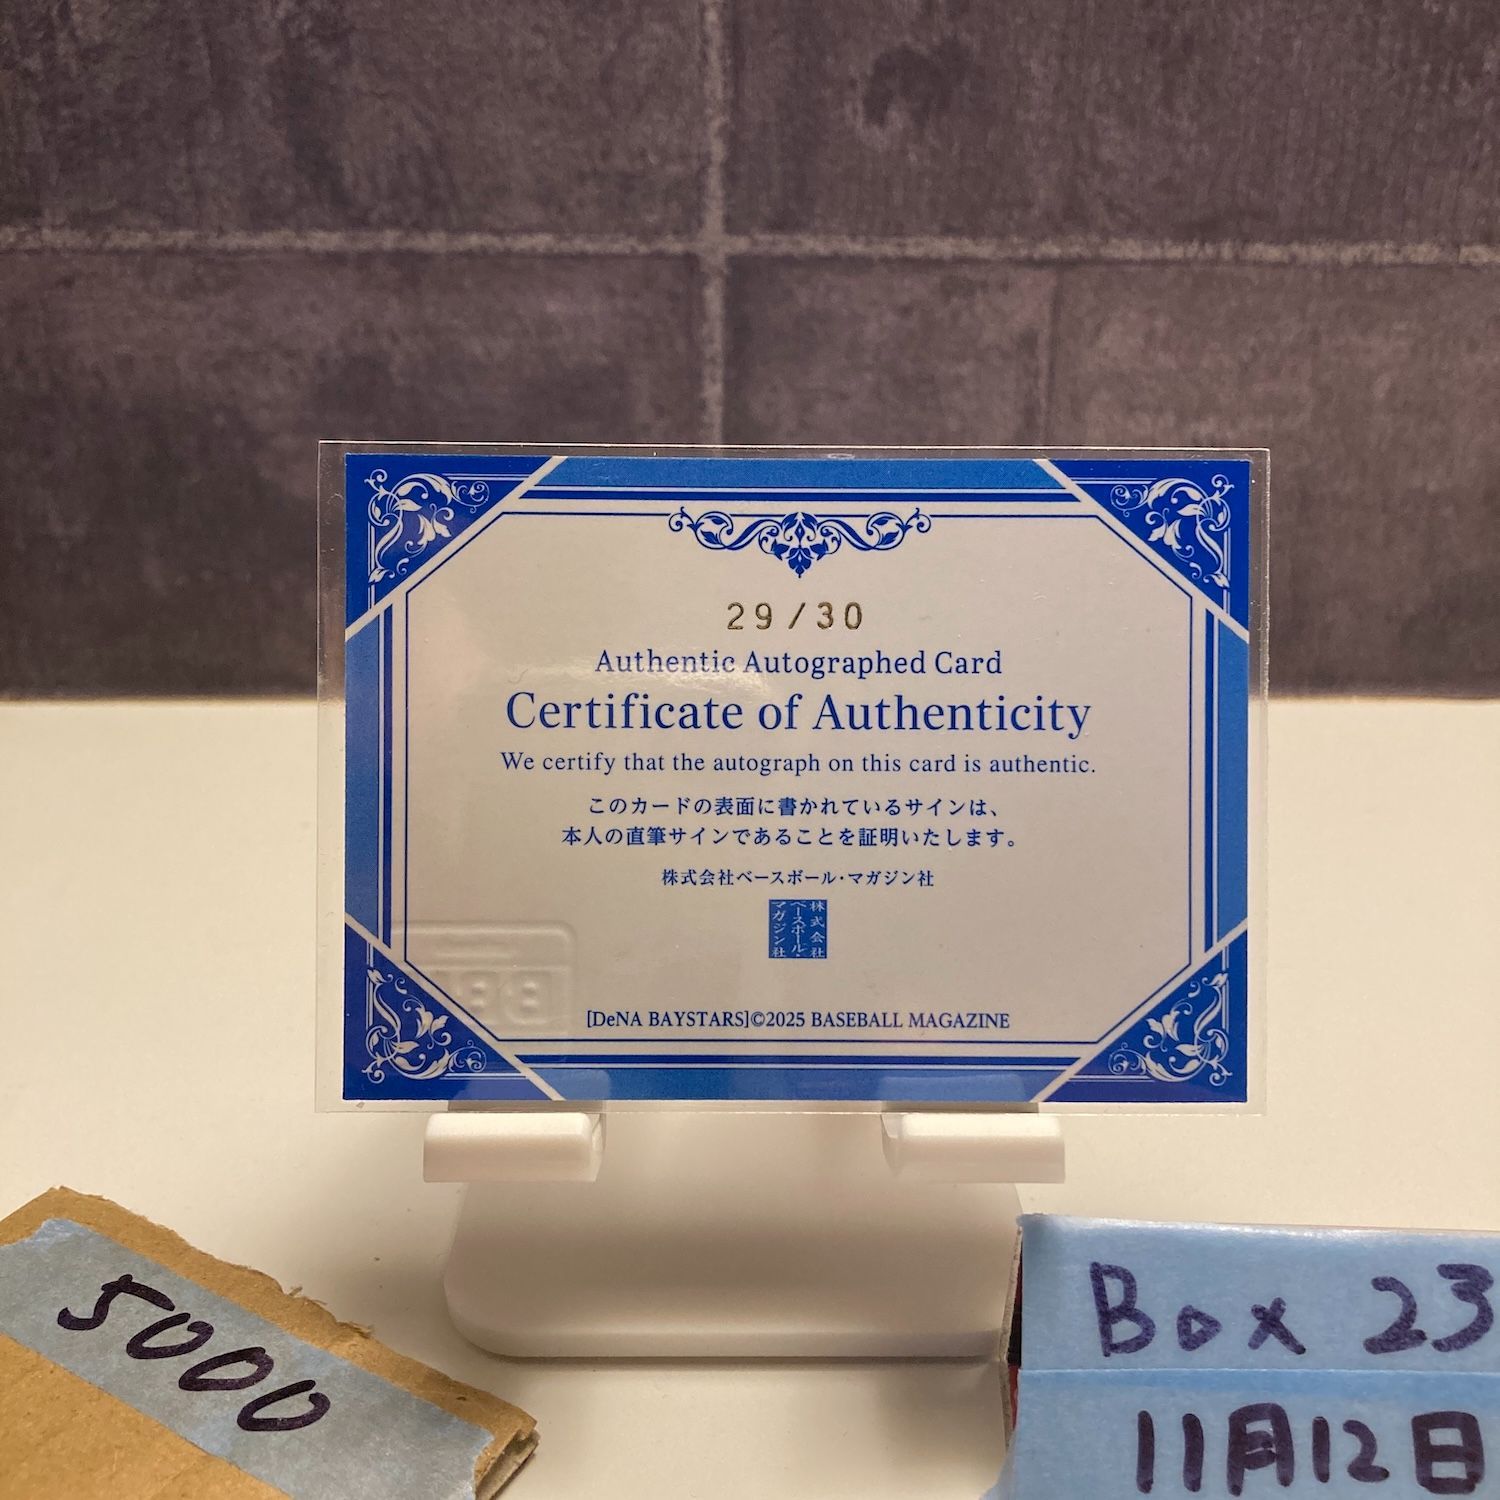 29/30
Authentic Autographed Card
Certificate of Authenticity
We certify that the autograph on this card is authentic.
このカードの表面に書かれているサインは、
本人の直筆サインであることを証明いたします。
株式会社ベースボール・マガジン社
株式会社
ベースボール・
マガジン社
[DeNA BAYSTARS]©2025 BASEBALL MAGAZINE
5000
Box 23
11月12日